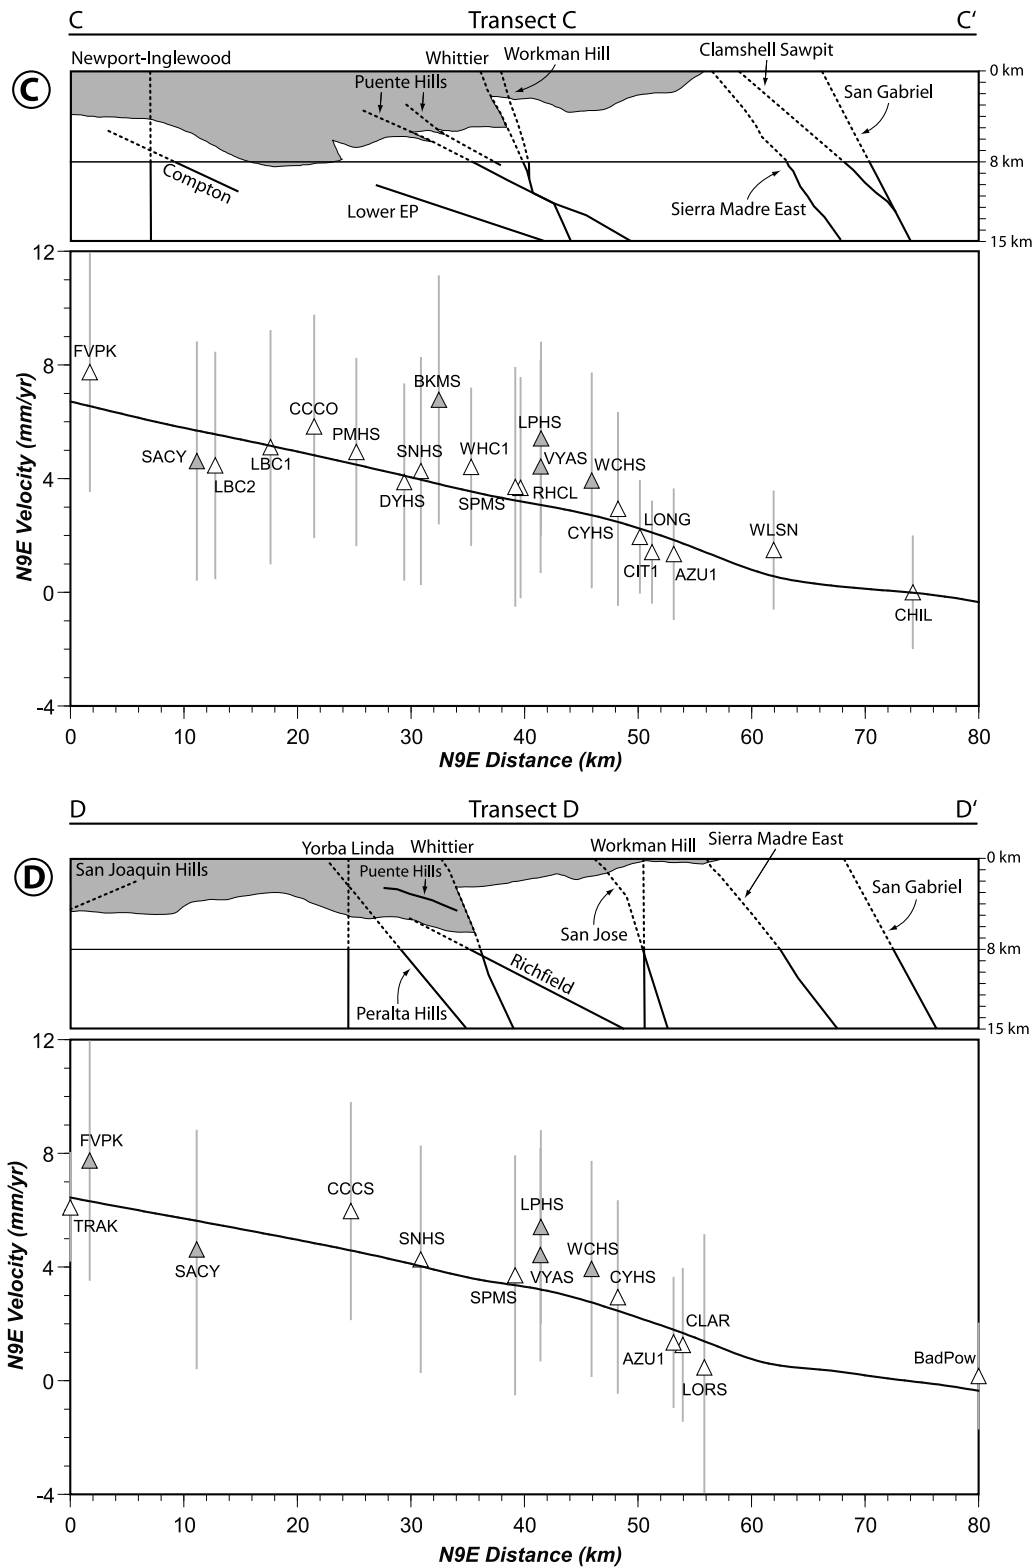 C Transect C C'
Newport-Inglewood
Whittier
Workman Hill
Clamshell Sawpit
C
Puente Hills
San Gabriel
0 km
Compton
8 km
Lower EP
Sierra Madre East
15 km
12
8
4
0
-4
N9E Velocity (mm/yr)
FVPK
BKMS
CCCO
LPHS
PMHS
SACY
LBC1
SNHS
WHC1
VYAS
WCHS
LBC2
DYHS
SPMS
RHCL
CYHS
LONG
WLSN
CIT1
AZU1
CHIL
0 10 20 30 40 50 60 70 80
N9E Distance (km)
D Transect D D'
Yorba Linda
Whittier
Workman Hill
Sierra Madre East
D
San Joaquin Hills
Puente Hills
San Gabriel
0 km
San Jose
8 km
Richfield
Peralta Hills
15 km
12
8
4
0
-4
N9E Velocity (mm/yr)
FVPK
TRAK
CCCS
LPHS
SACY
SNHS
WCHS
SPMS
VYAS
CYHS
CLAR
AZU1
LORS
BadPow
0 10 20 30 40 50 60 70 80
N9E Distance (km)